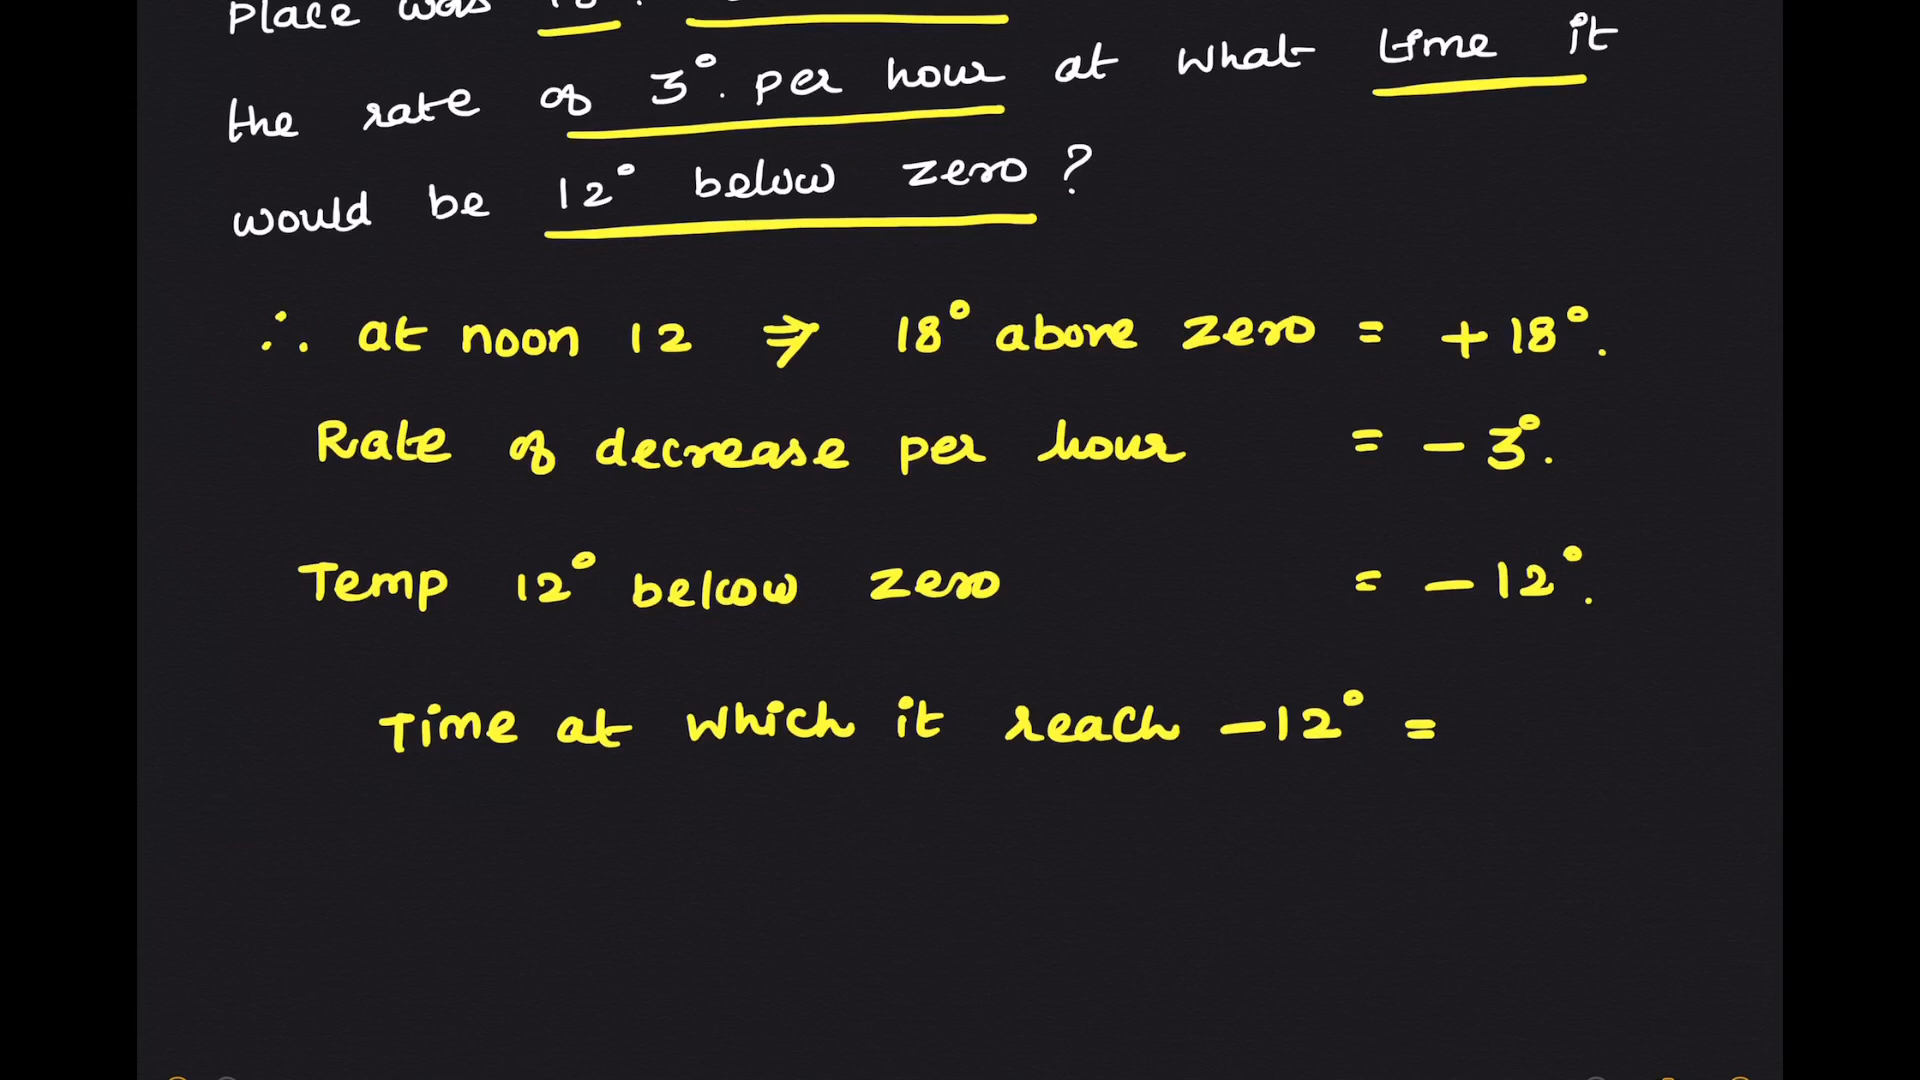 Place was
the rate of 3°. per hour at what time it
would be 12° below zero?
∴ at noon 12 ⇒ 18° above zero = +18°.
Rate of decrease per hour = -3°.
Temp 12° below zero = -12°.
Time at which it reach -12° =